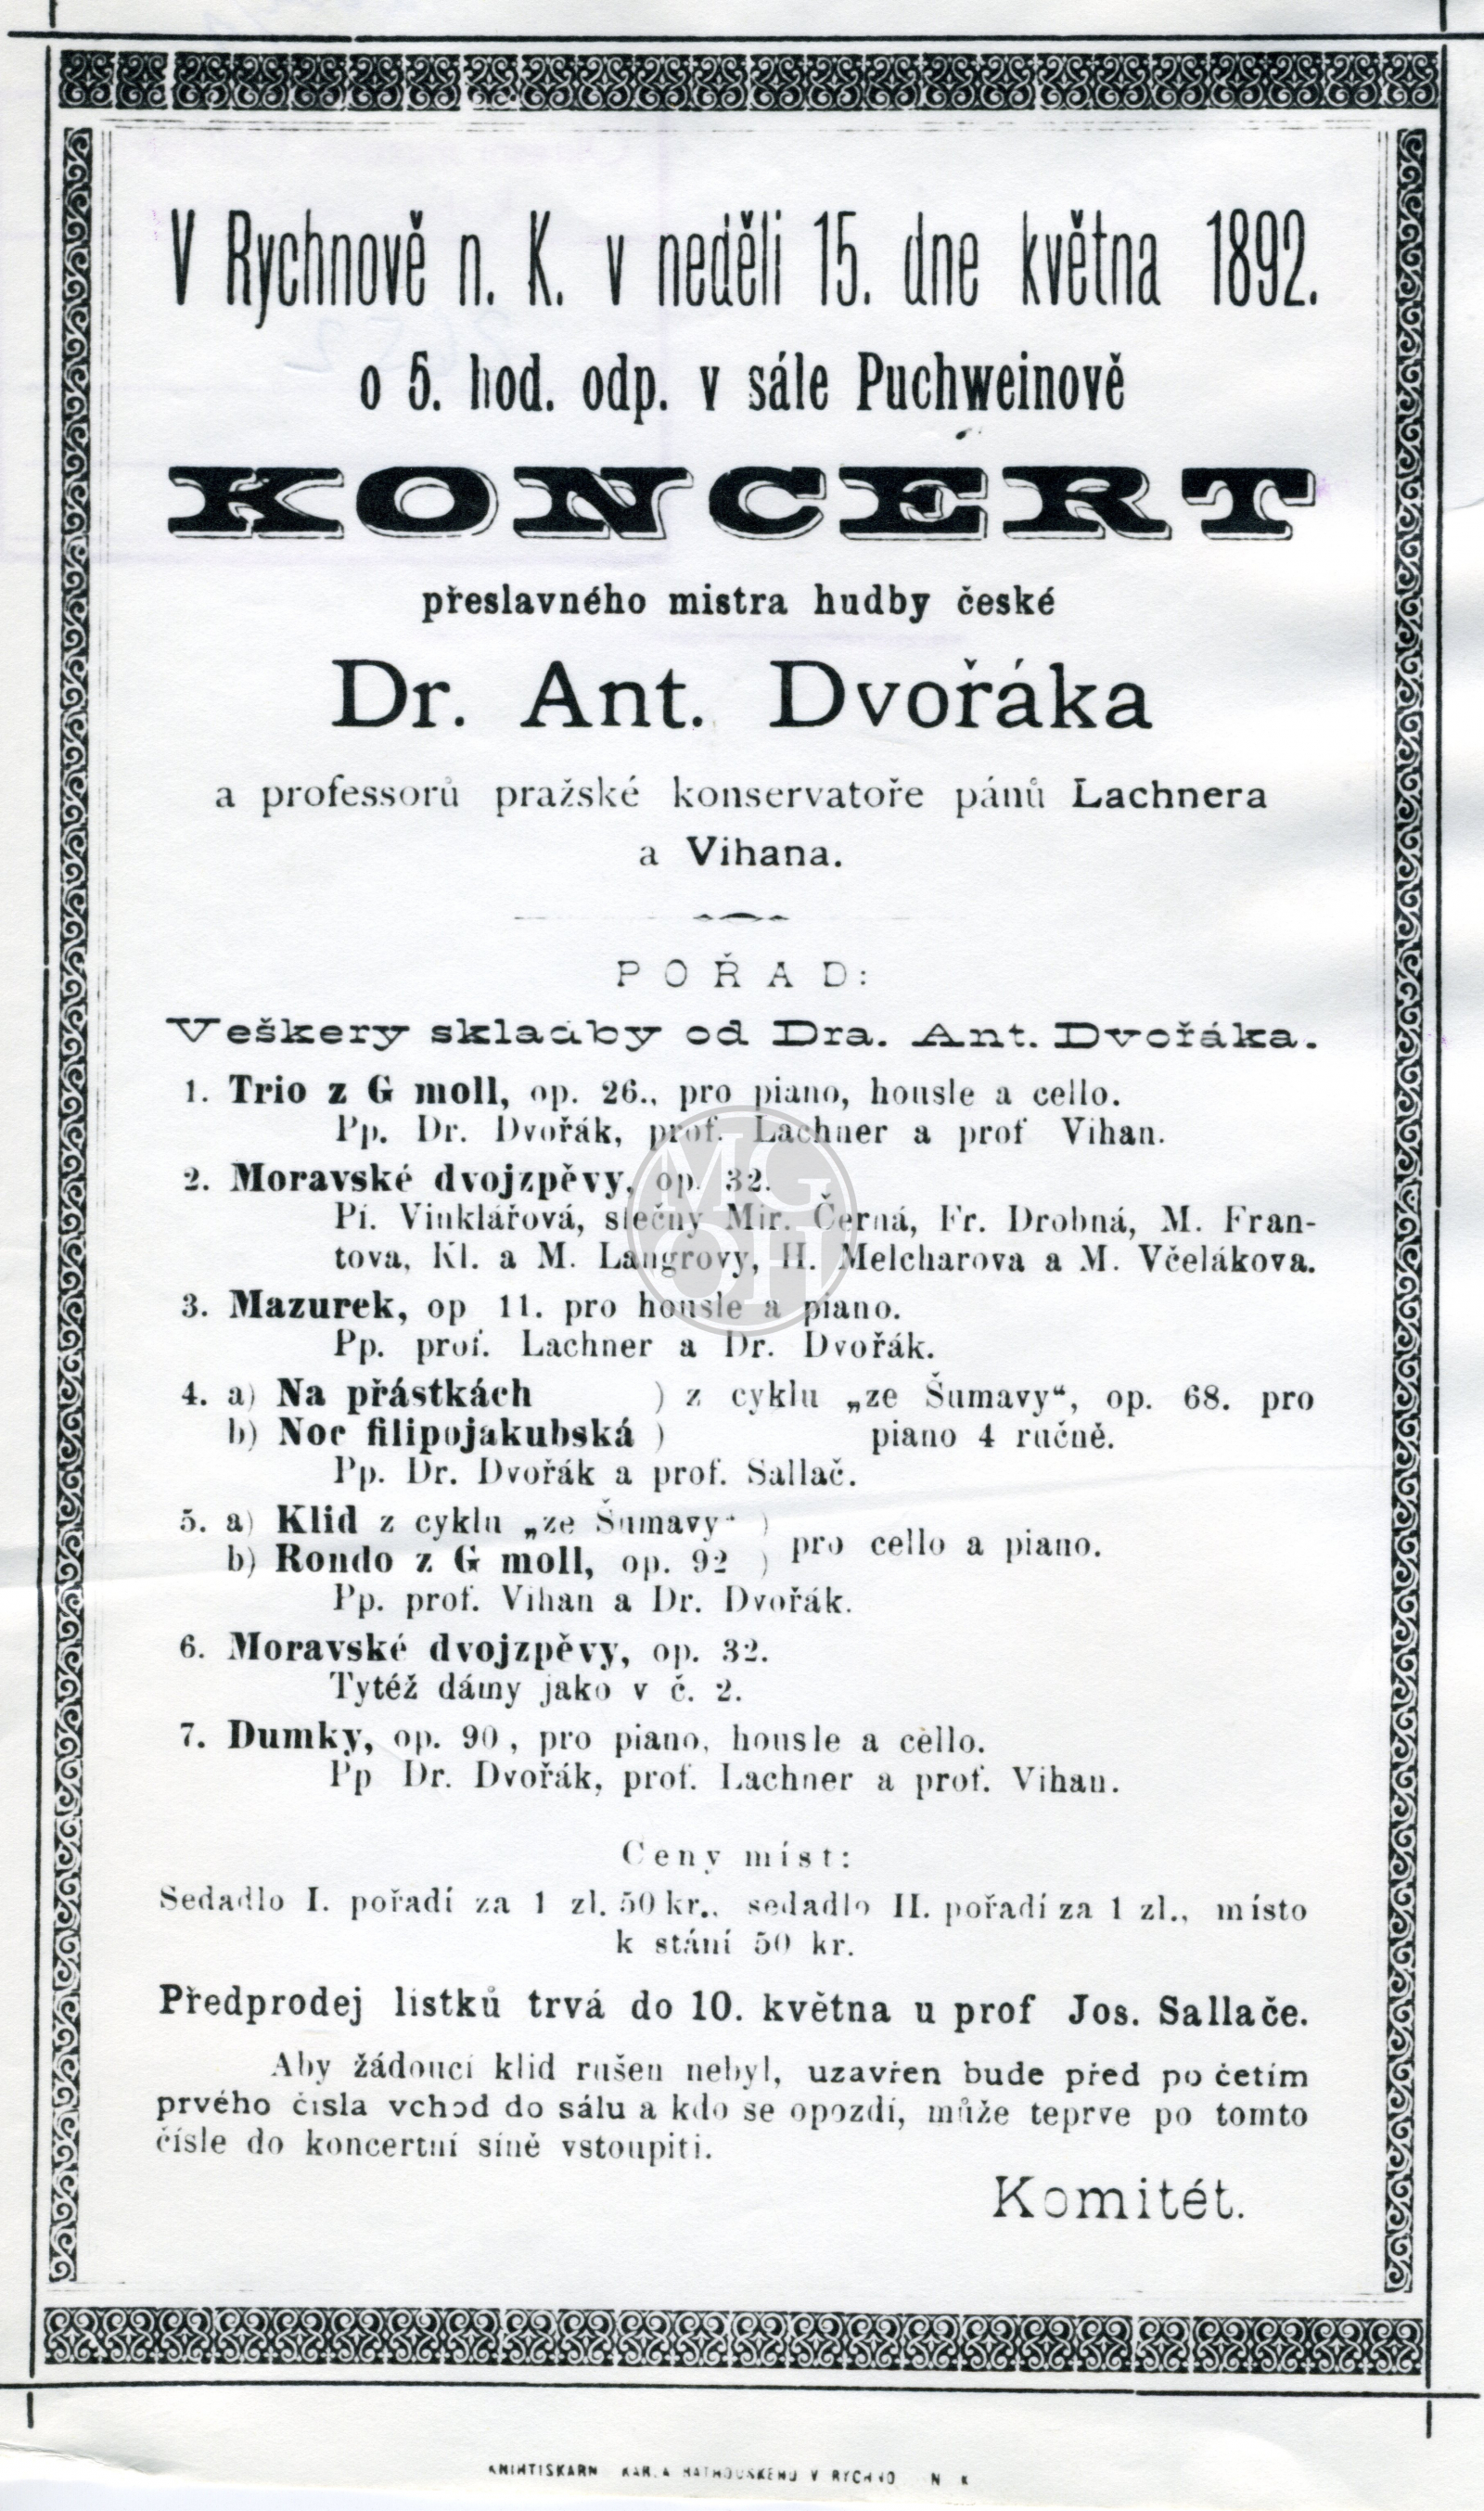 V Rychnově n. K. v neděli 15. dne května 1892.
o 5. hod. odp. v sále Puchweinově
KONCERT
přeslavného mistra hudby české
Dr. Ant. Dvořáka
a professorů pražské konservatoře pánů Lachnera
a Vihana.
POŘAD:
Veškery skladby od Dra. Ant. Dvořáka.
1. Trio z G moll, op. 26., pro piano, housle a cello.
Pp. Dr. Dvořák, prof. Lachner a prof Vihan.
2. Moravské dvojzpěvy, op. 32.
Pí. Vinklářová, slečny Mir. Černá, Fr. Drobná, M. Fran-
tova, Kl. a M. Langrovy, H. Melcharova a M. Včelákova.
3. Mazurek, op 11. pro housle a piano.
Pp. prof. Lachner a Dr. Dvořák.
4. a) Na přástkách ) z cyklu „ze Šumavy“, op. 68. pro
b) Noc filipojakubská ) piano 4 ručně.
Pp. Dr. Dvořák a prof. Sallač.
5. a) Klid z cyklu „ze Šumavy“ )
b) Rondo z G moll, op. 92 ) pro cello a piano.
Pp. prof. Vihan a Dr. Dvořák.
6. Moravské dvojzpěvy, op. 32.
Tytéž dámy jako v č. 2.
7. Dumky, op. 90, pro piano, housle a cello.
Pp Dr. Dvořák, prof. Lachner a prof. Vihan.
Ceny míst:
Sedadlo I. pořadí za 1 zl. 50 kr., sedadlo II. pořadí za 1 zl., místo
k stání 50 kr.
Předprodej lístků trvá do 10. května u prof Jos. Sallače.
Aby žádoucí klid rušen nebyl, uzavřen bude před po četím
prvého čísla vchod do sálu a kdo se opozdí, může teprve po tomto
čísle do koncertní síně vstoupiti.
Komitét.
MG
OH
V RYCHNO N K